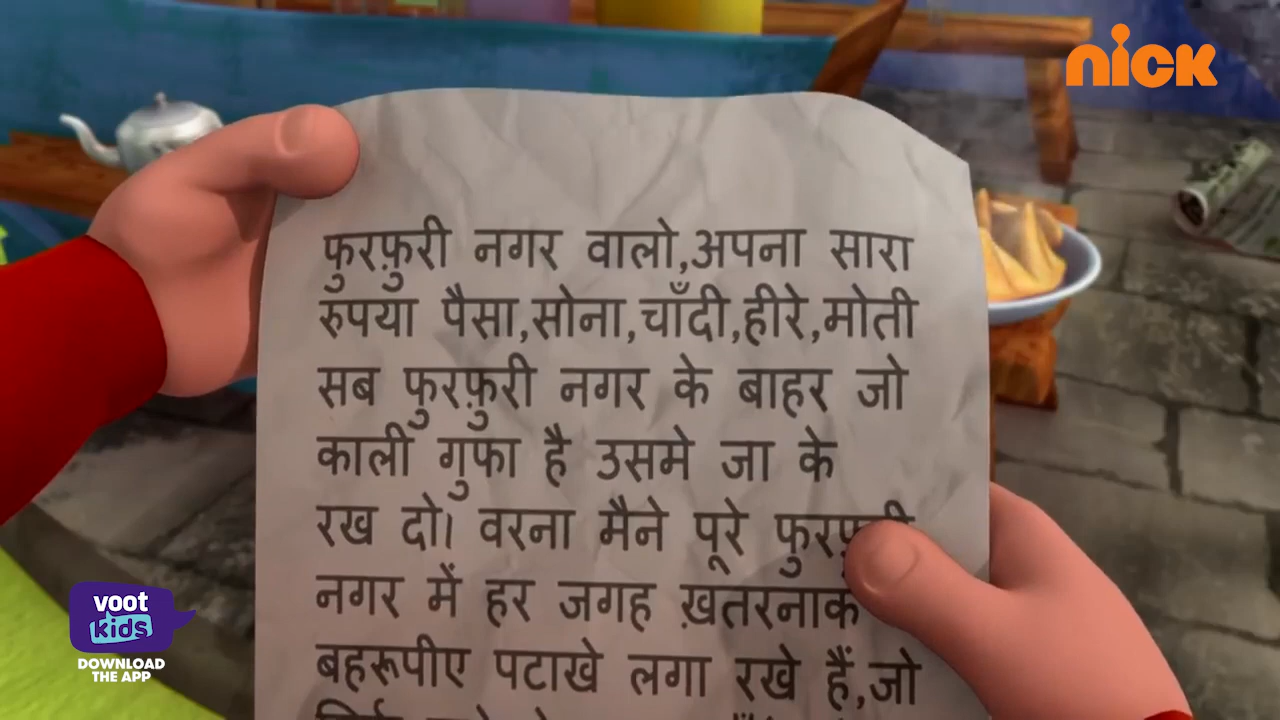 nick
फुरफ़ुरी नगर वालो,अपना सारा
रुपया पैसा,सोना,चाँदी,हीरे,मोती
सब फुरफ़ुरी नगर के बाहर जो
काली गुफा है उसमे जा के
रख दो। वरना मैने पूरे
नगर में हर जगह ख़तरनाक
बहरूपीए पटाखे लगा रखे हैं,जो
voot
kids
DOWNLOAD
THE APP